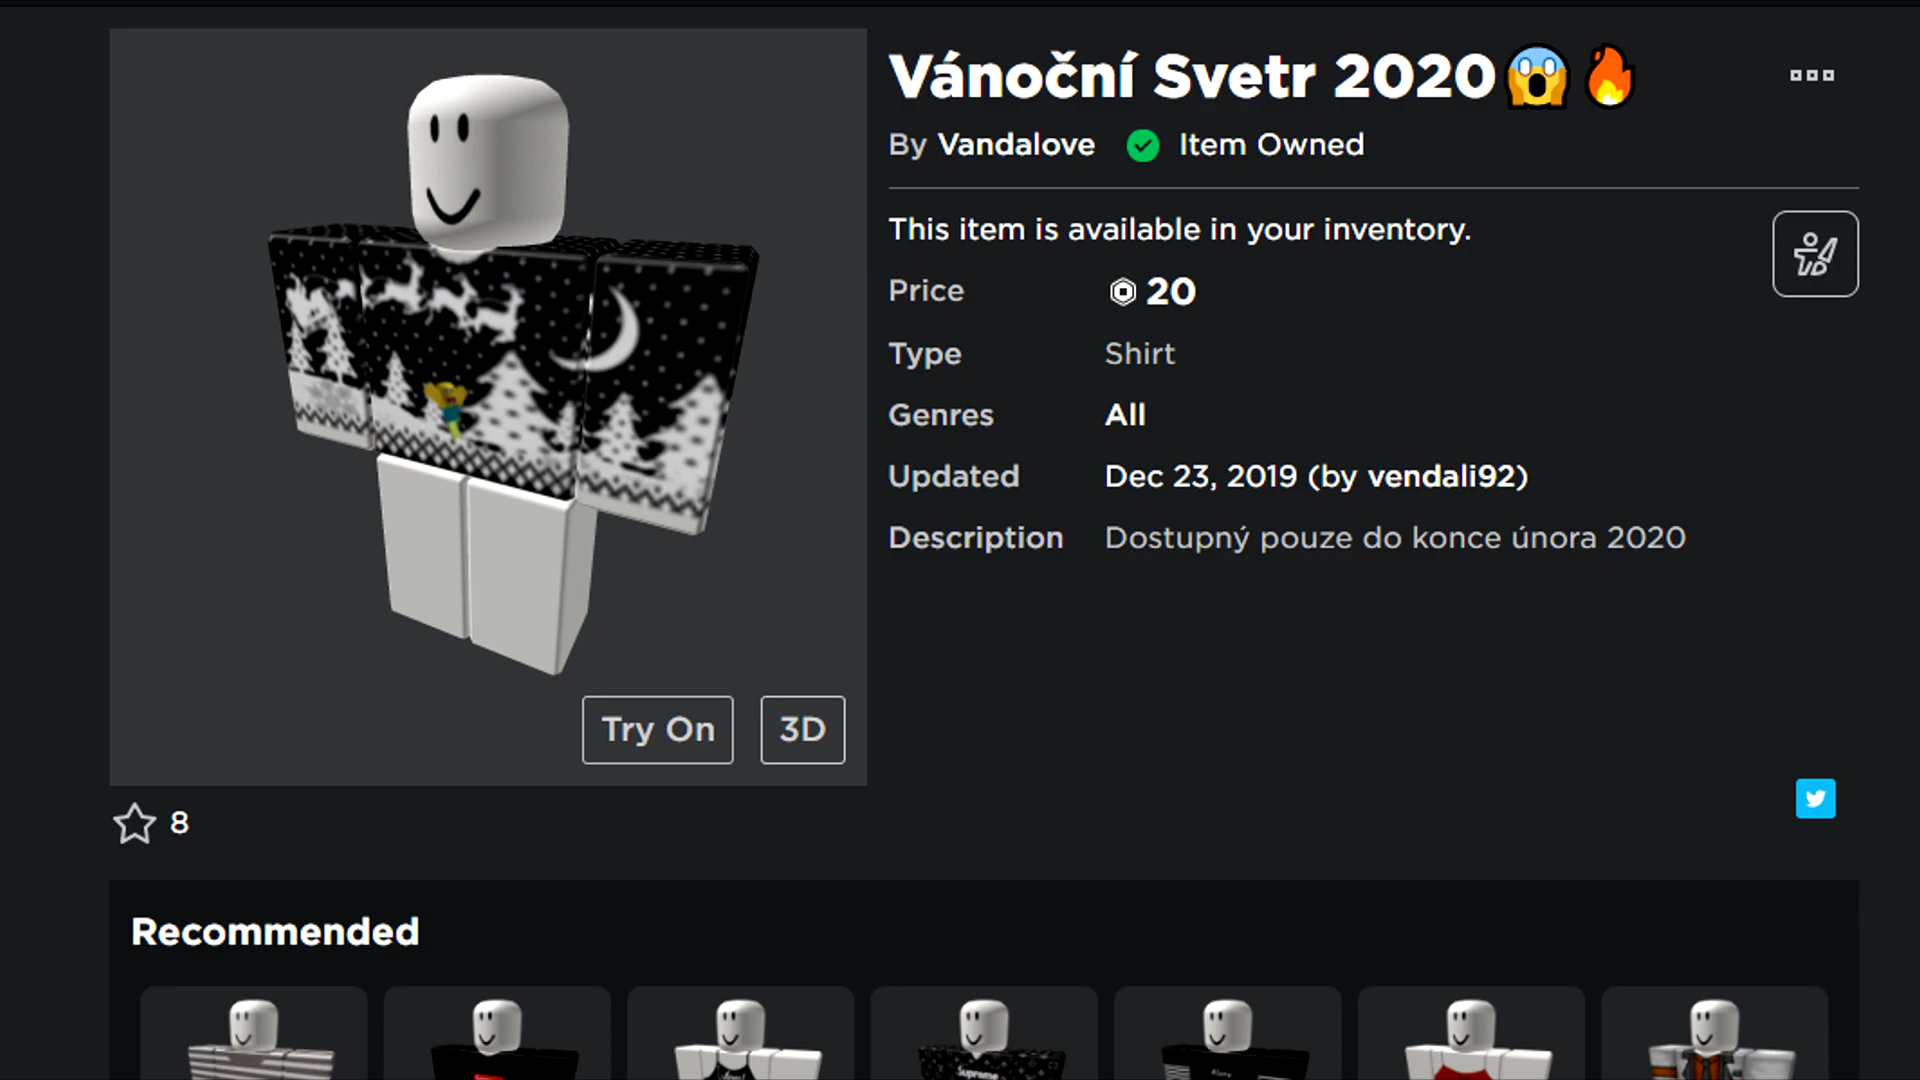 Vánoční Svetr 2020😱🔥
By Vandalove Item Owned
This item is available in your inventory.
Price 20
Type Shirt
Genres All
Updated Dec 23, 2019 (by vendali92)
Description Dostupný pouze do konce února 2020
Try On 3D
8
Recommended
Supreme